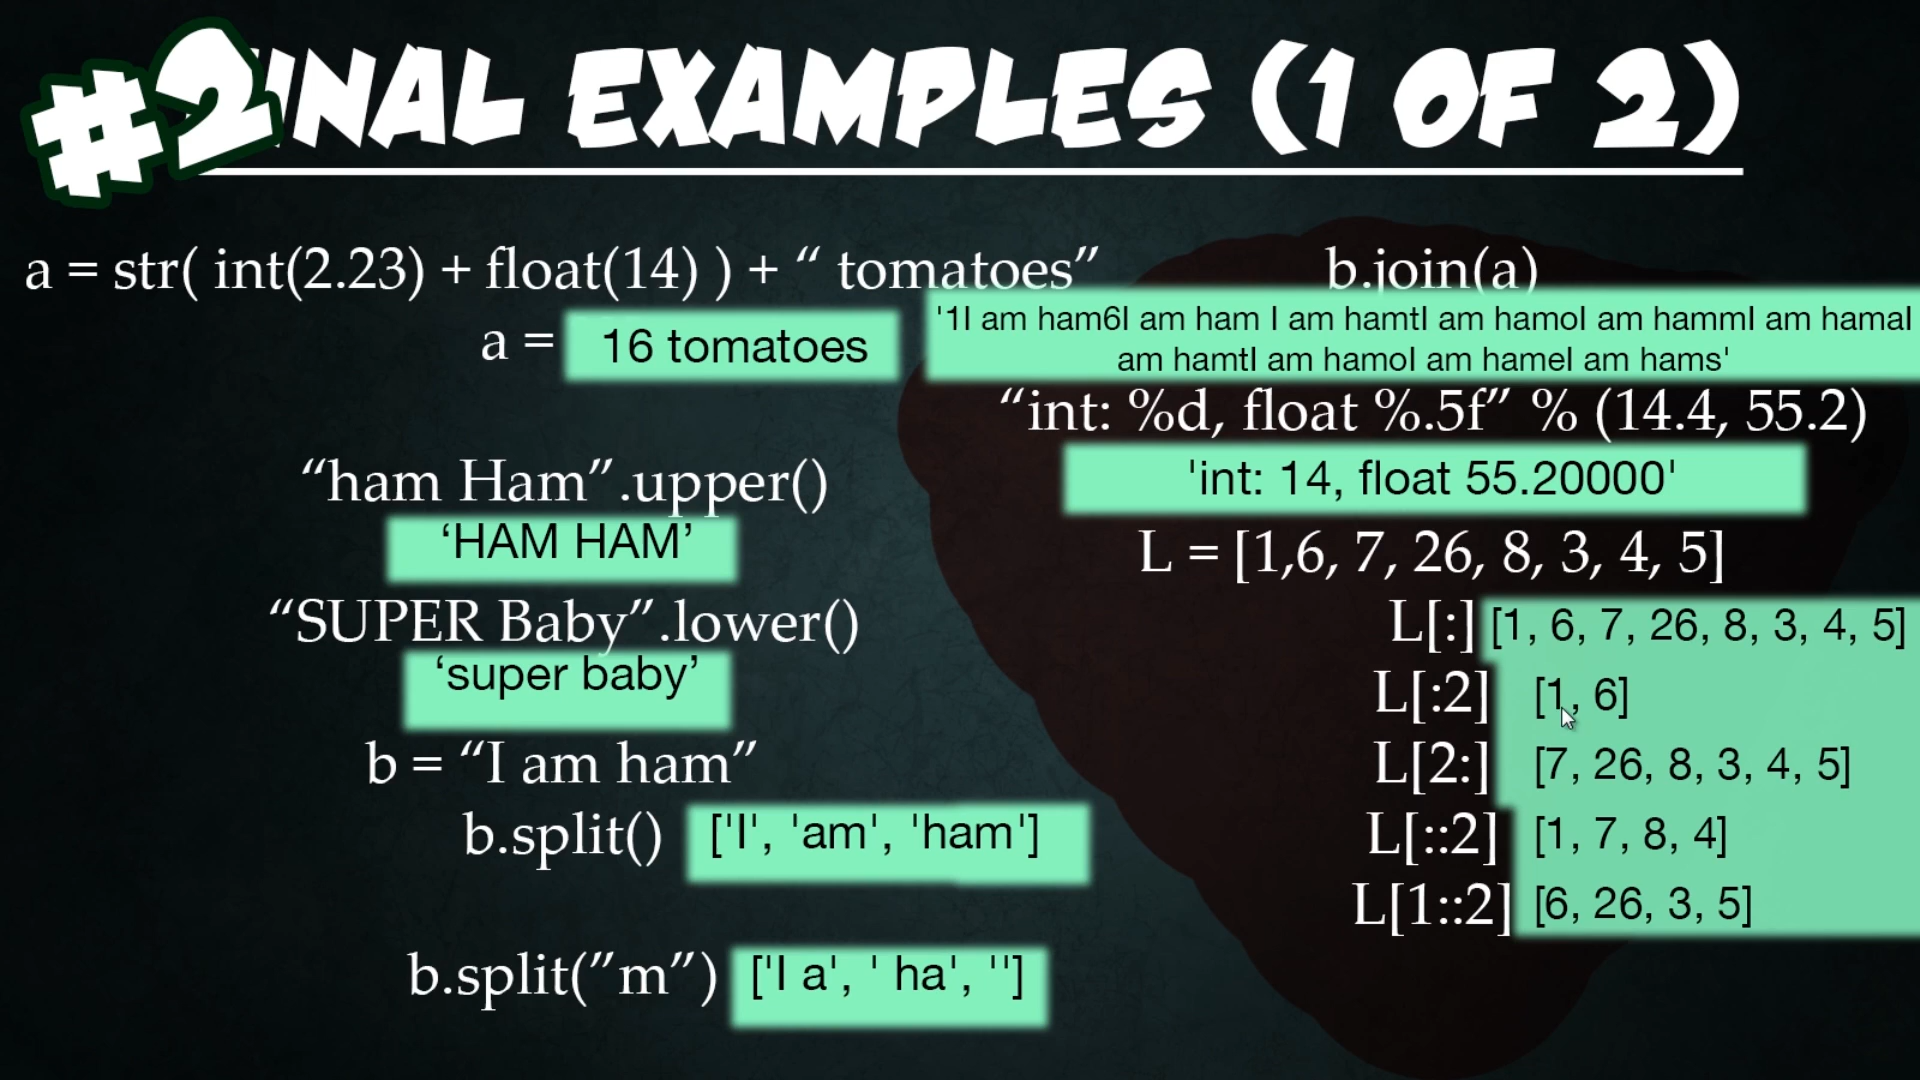 #2INAL EXAMPLES (1 OF 2)
a = str( int(2.23) + float(14) ) + “ tomatoes”
a = 16 tomatoes
“ham Ham”.upper()
‘HAM HAM’
“SUPER Baby”.lower()
‘super baby’
b = “I am ham”
b.split() ['I', 'am', 'ham']
b.split(”m”) ['I a', ' ha', '']
b.join(a)
'1I am ham6I am ham I am hamtI am hamoI am hammI am hamaI
am hamtI am hamoI am hameI am hams'
“int: %d, float %.5f” % (14.4, 55.2)
'int: 14, float 55.20000'
L = [1,6, 7, 26, 8, 3, 4, 5]
L[:] [1, 6, 7, 26, 8, 3, 4, 5]
L[:2] [1, 6]
L[2:] [7, 26, 8, 3, 4, 5]
L[::2] [1, 7, 8, 4]
L[1::2] [6, 26, 3, 5]